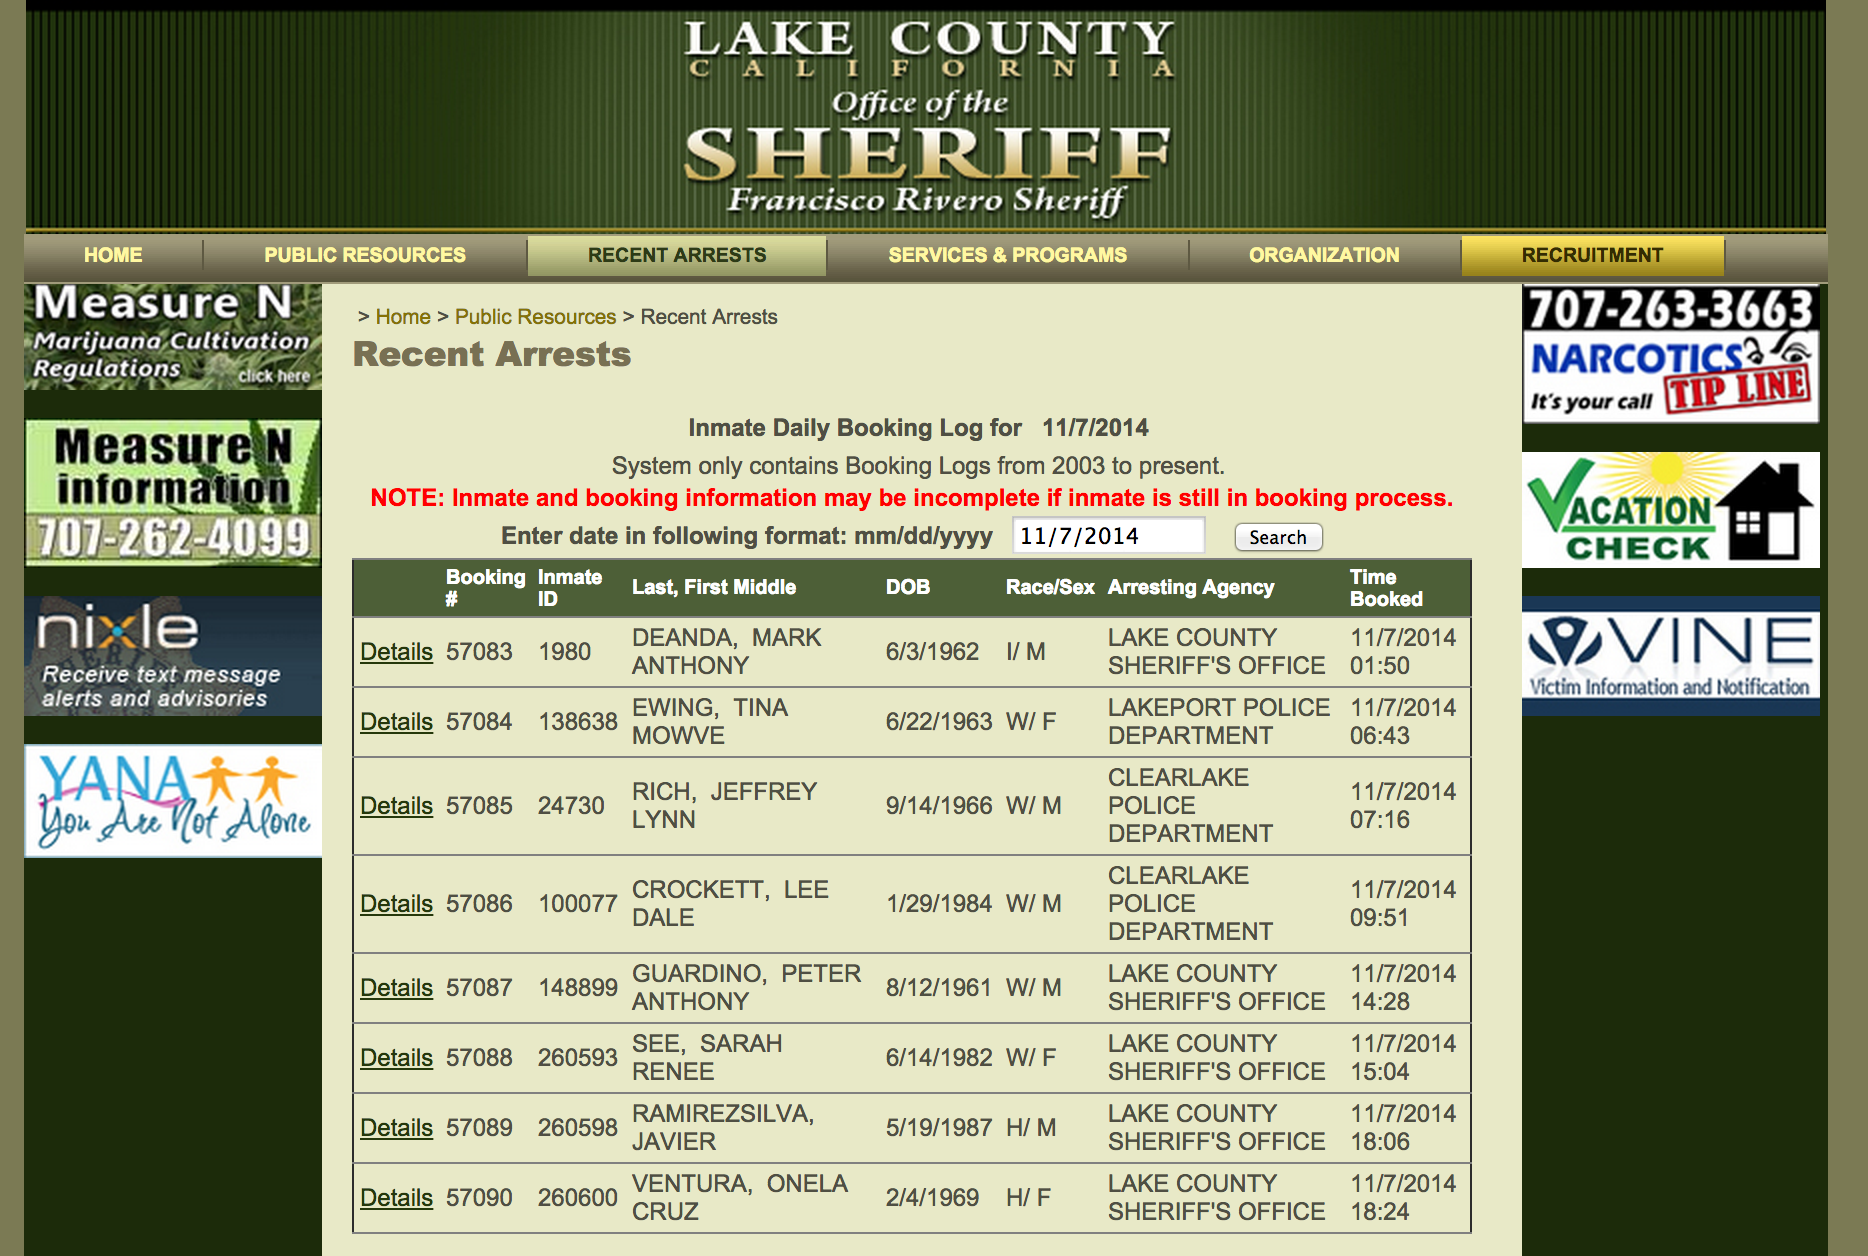 LAKE COUNTY
CALIFORNIA
Office of the
SHERIFF
Francisco Rivero Sheriff
HOME
PUBLIC RESOURCES
RECENT ARRESTS
SERVICES & PROGRAMS
ORGANIZATION
RECRUITMENT
Measure N
Marijuana Cultivation
Regulations
click here
Measure N
information
707-262-4099
nixle
Receive text message
alerts and advisories
YANA
You Are Not Alone
> Home > Public Resources > Recent Arrests
Recent Arrests
Inmate Daily Booking Log for 11/7/2014
System only contains Booking Logs from 2003 to present.
NOTE: Inmate and booking information may be incomplete if inmate is still in booking process.
Enter date in following format: mm/dd/yyyy 11/7/2014 Search
Booking # Inmate ID Last, First Middle DOB Race/Sex Arresting Agency Time Booked
Details 57083 1980 DEANDA, MARK ANTHONY 6/3/1962 I/ M LAKE COUNTY SHERIFF'S OFFICE 11/7/2014 01:50
Details 57084 138638 EWING, TINA MOWVE 6/22/1963 W/ F LAKEPORT POLICE DEPARTMENT 11/7/2014 06:43
Details 57085 24730 RICH, JEFFREY LYNN 9/14/1966 W/ M CLEARLAKE POLICE DEPARTMENT 11/7/2014 07:16
Details 57086 100077 CROCKETT, LEE DALE 1/29/1984 W/ M CLEARLAKE POLICE DEPARTMENT 11/7/2014 09:51
Details 57087 148899 GUARDINO, PETER ANTHONY 8/12/1961 W/ M LAKE COUNTY SHERIFF'S OFFICE 11/7/2014 14:28
Details 57088 260593 SEE, SARAH RENEE 6/14/1982 W/ F LAKE COUNTY SHERIFF'S OFFICE 11/7/2014 15:04
Details 57089 260598 RAMIREZSILVA, JAVIER 5/19/1987 H/ M LAKE COUNTY SHERIFF'S OFFICE 11/7/2014 18:06
Details 57090 260600 VENTURA, ONELA CRUZ 2/4/1969 H/ F LAKE COUNTY SHERIFF'S OFFICE 11/7/2014 18:24
707-263-3663
NARCOTICS
It's your call TIP LINE
VACATION
CHECK
VINE
Victim Information and Notification